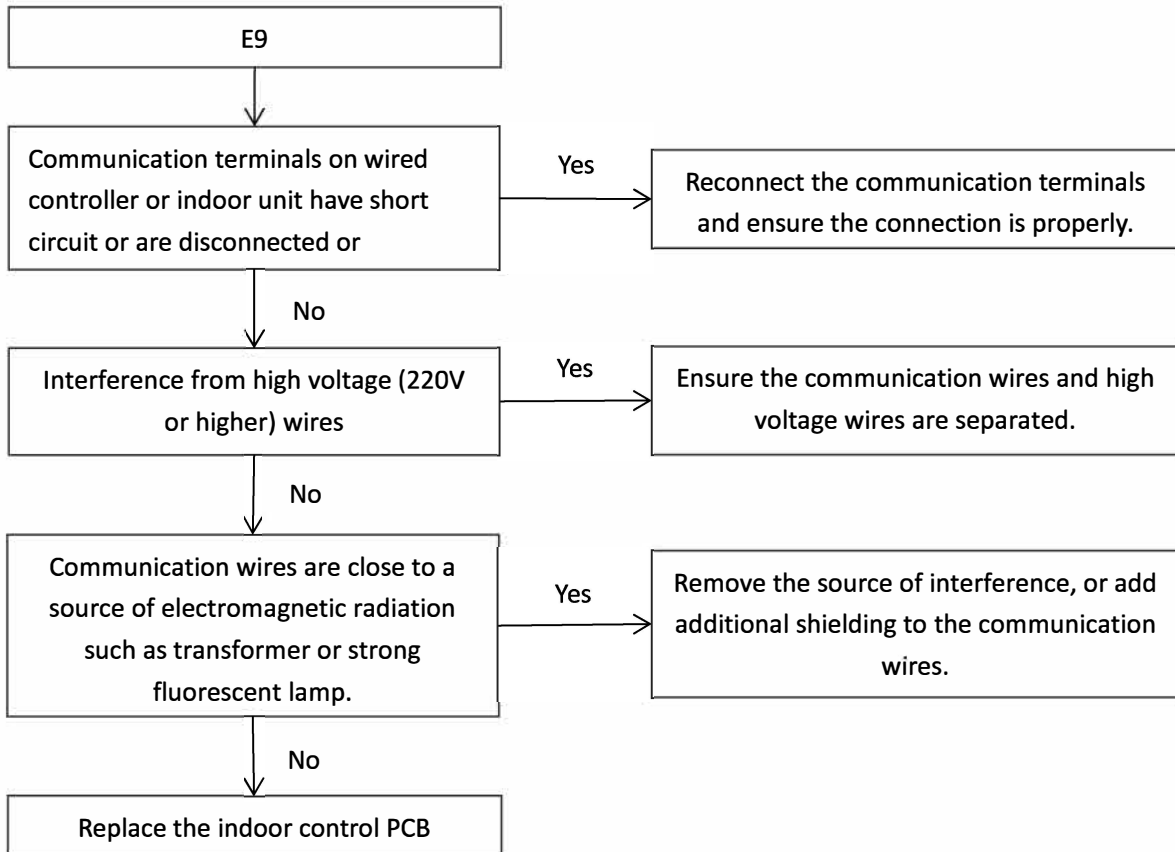 E9
Communication terminals on wired
controller or indoor unit have short
circuit or are disconnected or
Yes
Reconnect the communication terminals
and ensure the connection is properly.
No
Interference from high voltage (220V
or higher) wires
Yes
Ensure the communication wires and high
voltage wires are separated.
No
Communication wires are close to a
source of electromagnetic radiation
such as transformer or strong
fluorescent lamp.
Yes
Remove the source of interference, or add
additional shielding to the communication
wires.
No
Replace the indoor control PCB